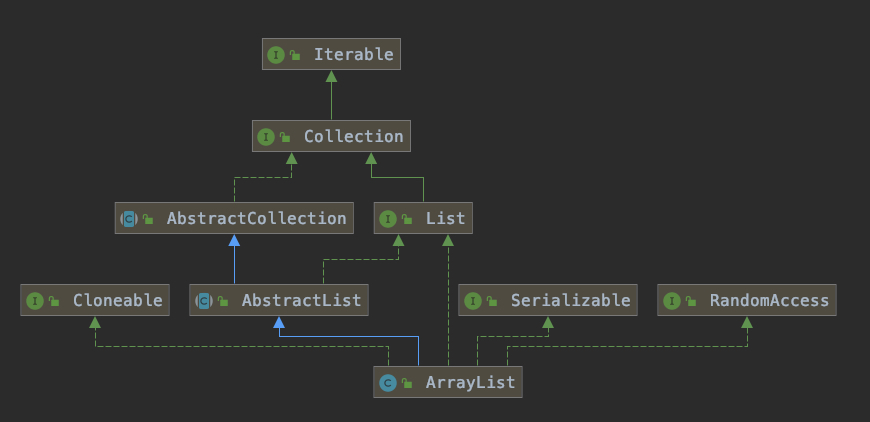 I Iterable
I Collection
C AbstractCollection
I List
I Cloneable
C AbstractList
I Serializable
I RandomAccess
C ArrayList